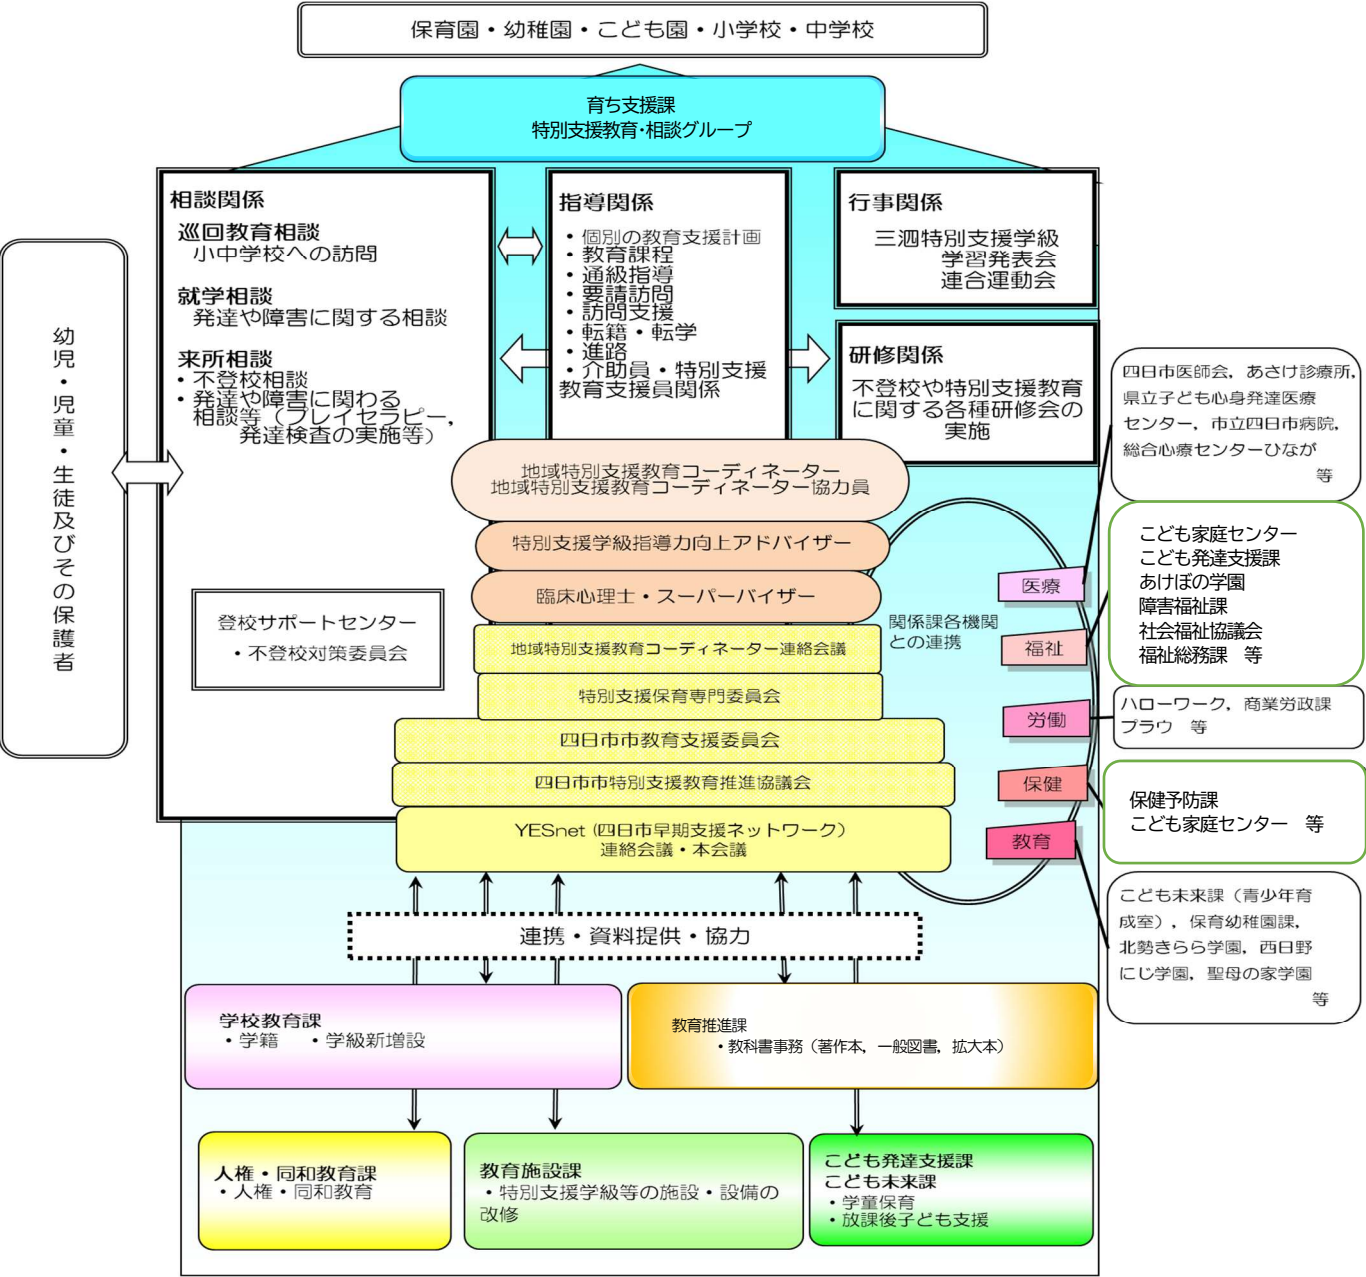 保育園・幼稚園・こども園・小学校・中学校
育ち支援課
特別支援教育・相談グループ
相談関係
巡回教育相談
小中学校への訪問
就学相談
発達や障害に関する相談
来所相談
・不登校相談
・発達や障害に関わる
相談等（プレイセラピー，
発達検査の実施等）
指導関係
・個別の教育支援計画
・教育課程
・通級指導
・要請訪問
・訪問支援
・転籍・転学
・進路
・介助員・特別支援
教育支援員関係
行事関係
三泗特別支援学級
学習発表会
連合運動会
研修関係
不登校や特別支援教育
に関する各種研修会の
実施
幼児・児童・生徒及びその保護者
登校サポートセンター
・不登校対策委員会
地域特別支援教育コーディネーター
地域特別支援教育コーディネーター協力員
特別支援学級指導力向上アドバイザー
臨床心理士・スーパーバイザー
地域特別支援教育コーディネーター連絡会議
特別支援保育専門委員会
四日市市教育支援委員会
四日市市特別支援教育推進協議会
YESnet（四日市早期支援ネットワーク）
連絡会議・本会議
関係課各機関
との連携
医療
福祉
労働
保健
教育
四日市医師会，あさけ診療所，
県立子ども心身発達医療
センター，市立四日市病院，
総合心療センターひなが
等
こども家庭センター
こども発達支援課
あけぼの学園
障害福祉課
社会福祉協議会
福祉総務課　等
ハローワーク，商業労政課
プラウ　等
保健予防課
こども家庭センター　等
こども未来課（青少年育
成室），保育幼稚園課，
北勢きらら学園，西日野
にじ学園，聖母の家学園
等
連携・資料提供・協力
学校教育課
・学籍　・学級新増設
教育推進課
・教科書事務（著作本，一般図書，拡大本）
人権・同和教育課
・人権・同和教育
教育施設課
・特別支援学級等の施設・設備の
改修
こども発達支援課
こども未来課
・学童保育
・放課後子ども支援